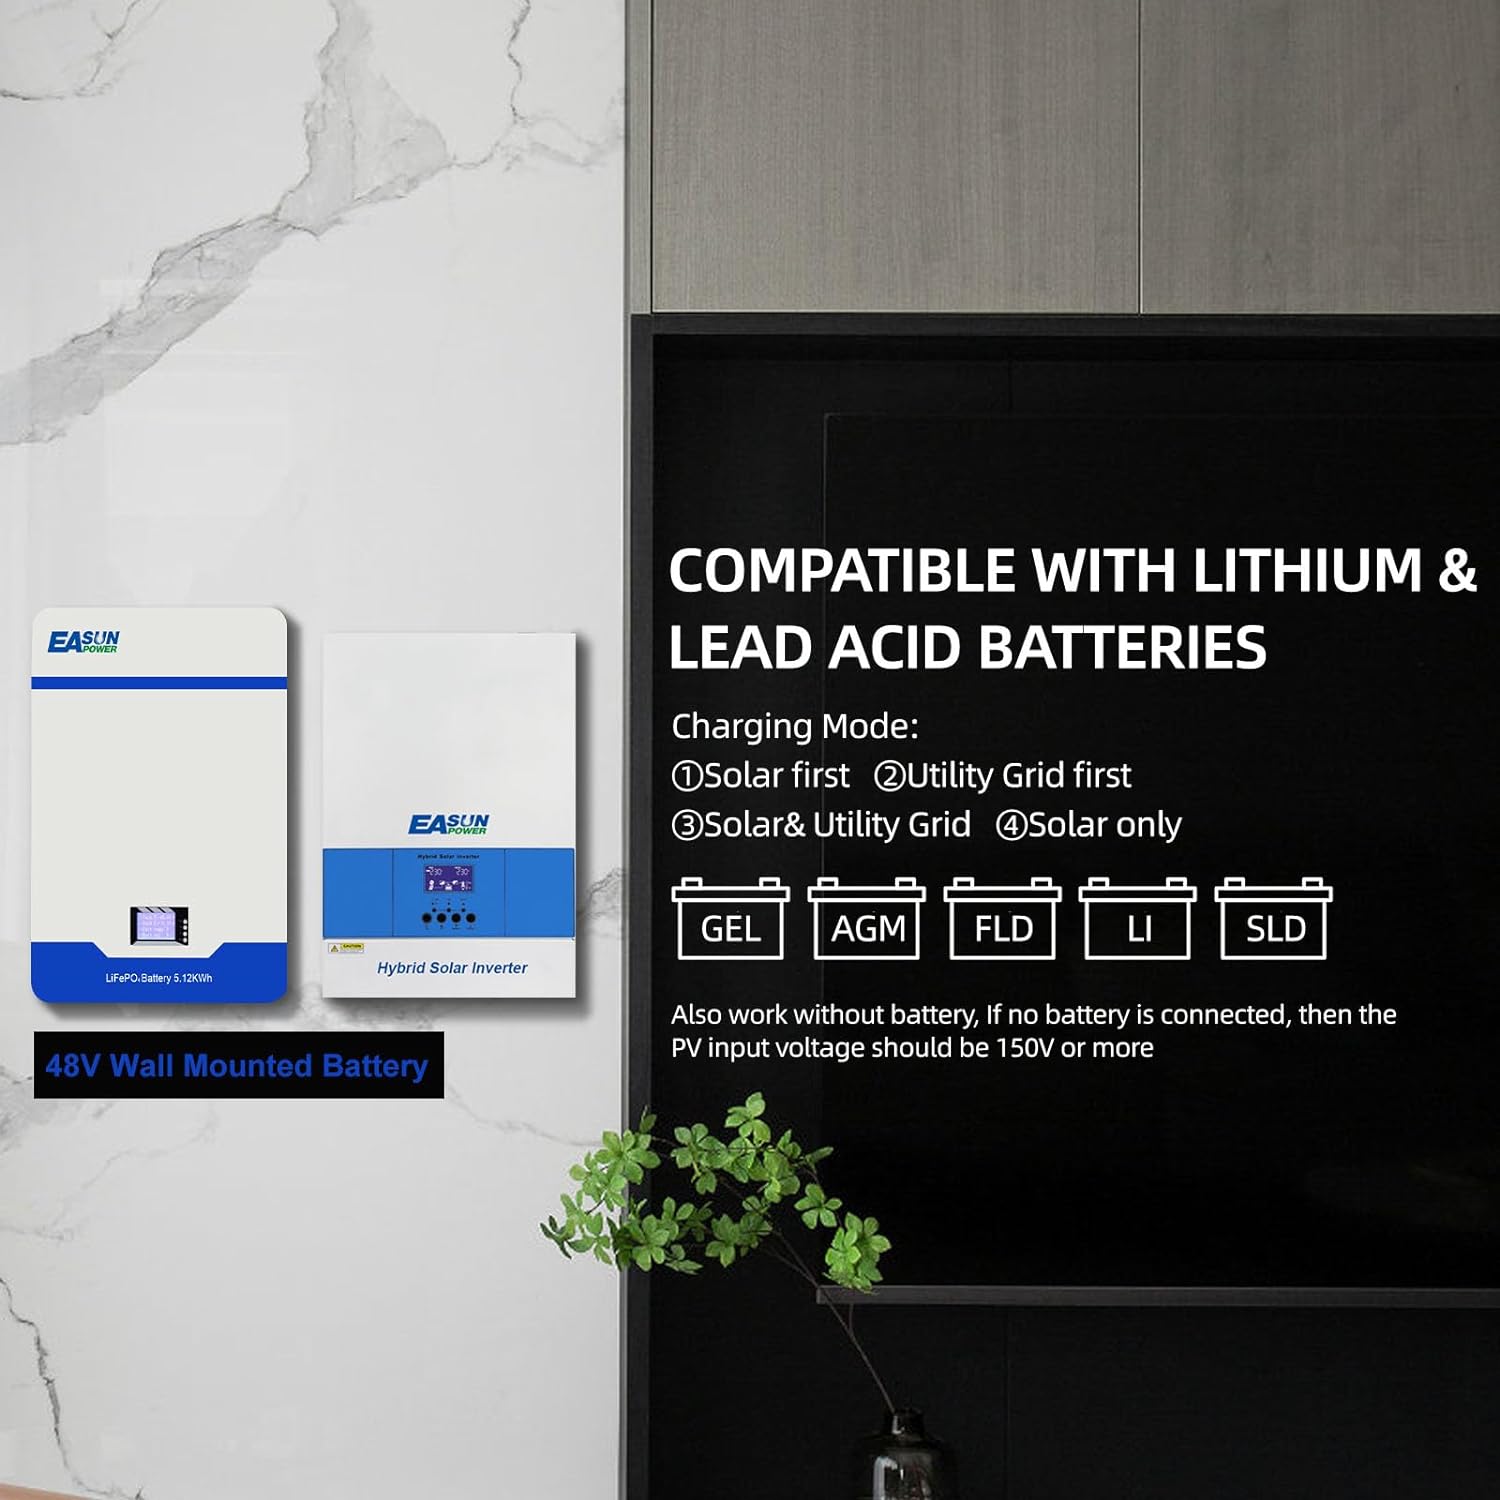 COMPATIBLE WITH LITHIUM &
LEAD ACID BATTERIES
Charging Mode:
①Solar first ②Utility Grid first
③Solar& Utility Grid ④Solar only
GEL AGM FLD LI SLD
Also work without battery, If no battery is connected, then the
PV input voltage should be 150V or more
EASUN
POWER
LiFePO₄ Battery 5.12KWh
EASUN
POWER
Hybrid Solar Inverter
230 230
CAUTION
Hybrid Solar Inverter
48V Wall Mounted Battery